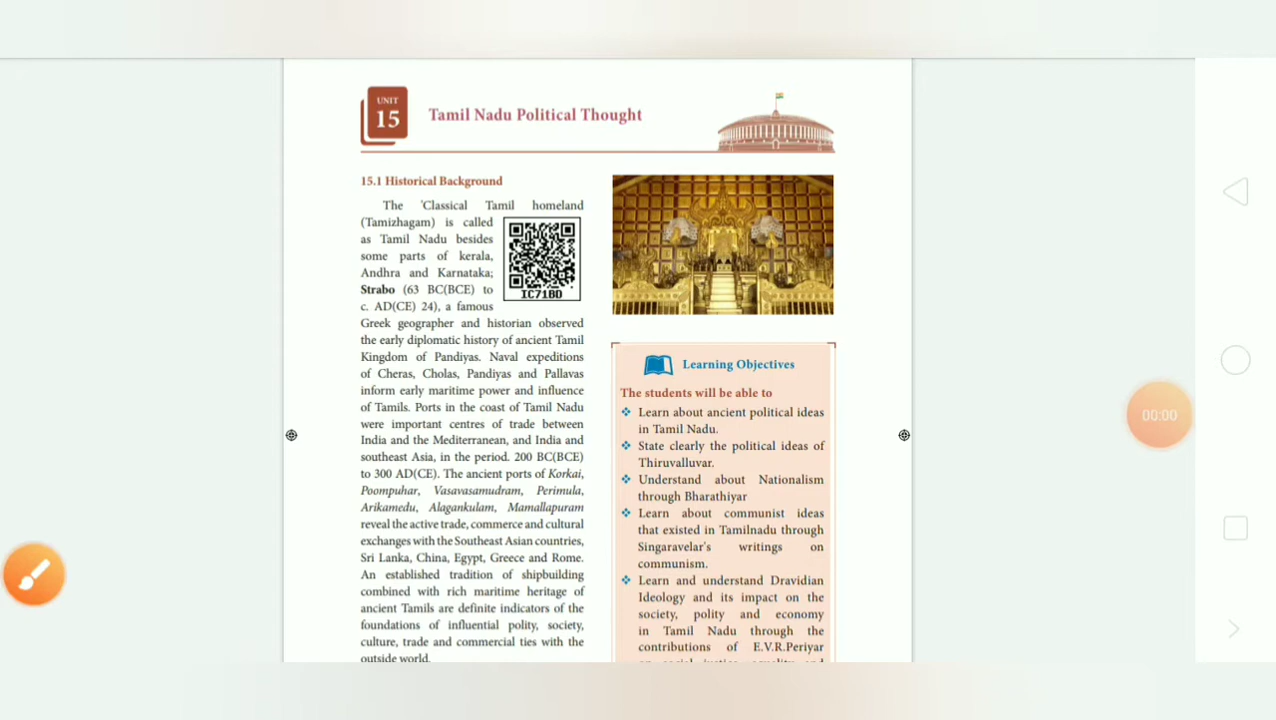 UNIT
15
Tamil Nadu Political Thought
15.1 Historical Background
The 'Classical Tamil homeland
(Tamizhagam) is called
as Tamil Nadu besides
some parts of kerala,
Andhra and Karnataka;
Strabo (63 BC(BCE) to
c. AD(CE) 24), a famous
Greek geographer and historian observed
the early diplomatic history of ancient Tamil
Kingdom of Pandiyas. Naval expeditions
of Cheras, Cholas, Pandiyas and Pallavas
inform early maritime power and influence
of Tamils. Ports in the coast of Tamil Nadu
were important centres of trade between
India and the Mediterranean, and India and
southeast Asia, in the period. 200 BC(BCE)
to 300 AD(CE). The ancient ports of Korkai,
Poompuhar, Vasavasamudram, Perimula,
Arikamedu, Alagankulam, Mamallapuram
reveal the active trade, commerce and cultural
exchanges with the Southeast Asian countries,
Sri Lanka, China, Egypt, Greece and Rome.
An established tradition of shipbuilding
combined with rich maritime heritage of
ancient Tamils are definite indicators of the
foundations of influential polity, society,
culture, trade and commercial ties with the
outside world.
IC71BD
Learning Objectives
The students will be able to
❖ Learn about ancient political ideas
in Tamil Nadu.
❖ State clearly the political ideas of
Thiruvalluvar.
❖ Understand about Nationalism
through Bharathiyar
❖ Learn about communist ideas
that existed in Tamilnadu through
Singaravelar's writings on
communism.
❖ Learn and understand Dravidian
Ideology and its impact on the
society, polity and economy
in Tamil Nadu through the
contributions of E.V.R.Periyar
on social justice, equality and
00:00